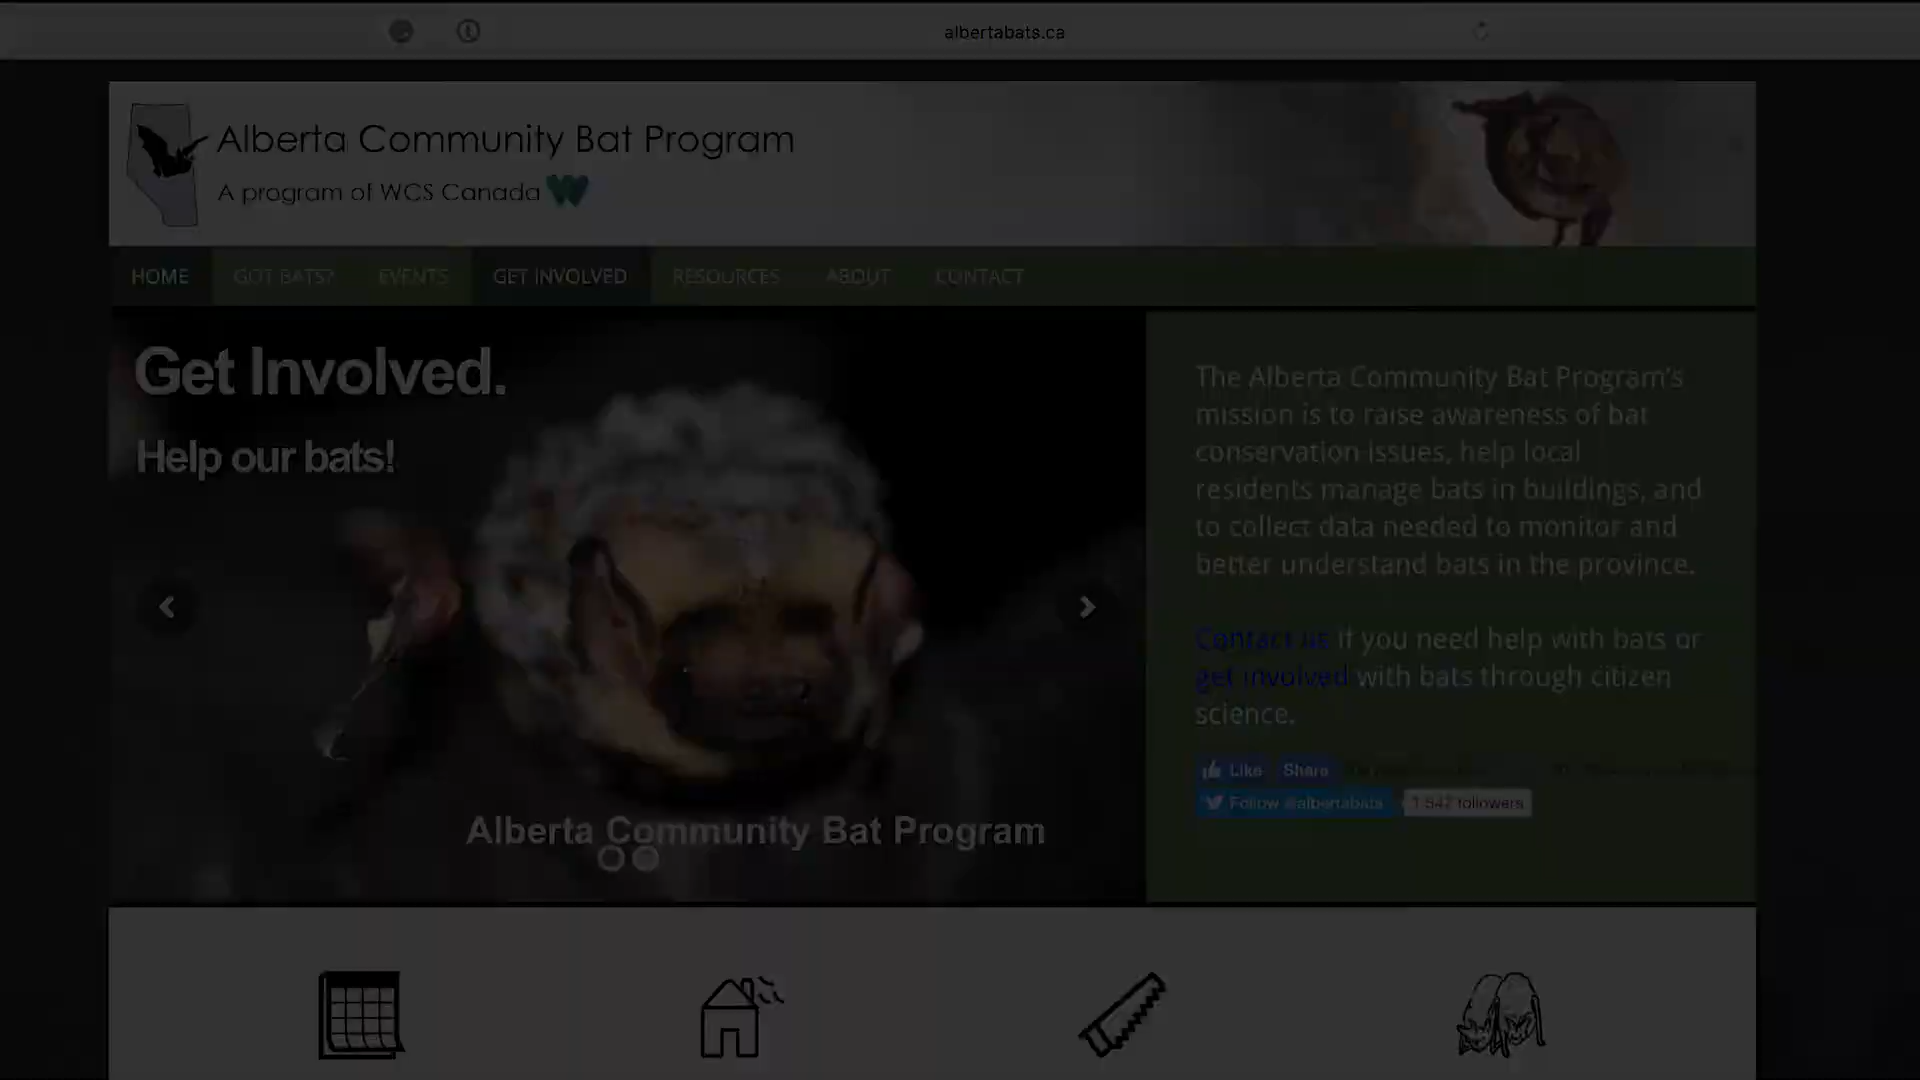 albertabats.ca
Alberta Community Bat Program
A program of WCS Canada
HOME GOT BATS? EVENTS GET INVOLVED RESOURCES ABOUT CONTACT
Get Involved.
Help our bats!
Alberta Community Bat Program
The Alberta Community Bat Program's
mission is to raise awareness of bat
conservation issues, help local
residents manage bats in buildings, and
to collect data needed to monitor and
better understand bats in the province.
Contact us if you need help with bats or
get involved with bats through citizen
science.
Like Share
Follow @albertabats 1,542 followers